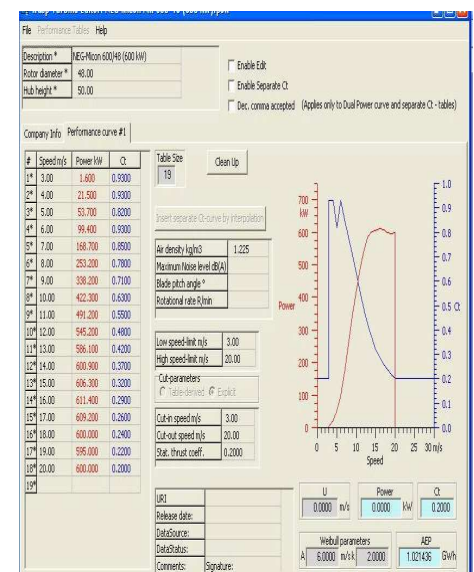 File Performance Tables Help
Description * NEG-Micon 600/48 (600 kW)
Rotor diameter * 48.00
Hub height * 50.00
Enable Edit
Enable Separate Ct
Dec. comma accepted (Applies only to Dual Power curve and separate Ct - tables)
Company Info Performance curve #1
# Speed m/s Power kW Ct
1* 3.00 1.600 0.9300
2* 4.00 21.500 0.9300
3* 5.00 53.700 0.8200
4* 6.00 99.400 0.9300
5* 7.00 168.700 0.8500
6* 8.00 253.200 0.7800
7* 9.00 338.200 0.7100
8* 10.00 422.300 0.6300
9* 11.00 491.200 0.5500
10* 12.00 545.200 0.4800
11* 13.00 586.100 0.4200
12* 14.00 600.900 0.3700
13* 15.00 606.300 0.3200
14* 16.00 611.400 0.2900
15* 17.00 609.200 0.2600
16* 18.00 600.000 0.2400
17* 19.00 595.000 0.2200
18* 20.00 600.000 0.2000
19*
Table Size
19
Clean Up
Insert separate Ct-curve by interpolation
Air density kg/m3 1.225
Maximum Noise level dB(A)
Blade pitch angle °
Rotational rate R/min
Low speed-limit m/s 3.00
High speed-limit m/s 20.00
Cut-parameters
Table-derived Explicit
Cut-in speed m/s 3.00
Cut-out speed m/s 20.00
Stat. thrust coeff. 0.2000
URI
Release date:
DataSource:
DataStatus:
Comments: Signature:
700
kW
600
500
400
300
200
100
0
Power
1.0
0.9
0.8
0.7
0.6
0.5 Ct
0.4
0.3
0.2
0.1
0.0
0 5 10 15 20 25 30 m/s
Speed
U Power Ct
0.0000 m/s 0.0000 kW 0.2000
Weibull parameters AEP
A 6.0000 m/s k 2.0000 1.021436 GWh